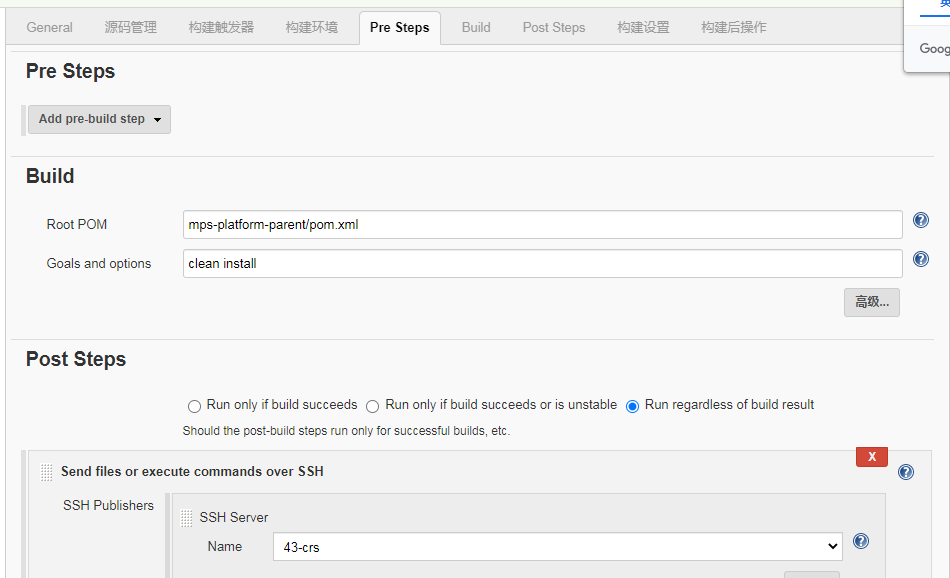 General 源码管理 构建触发器 构建环境 Pre Steps Build Post Steps 构建设置 构建后操作
Goog
Pre Steps
Add pre-build step
Build
Root POM mps-platform-parent/pom.xml
Goals and options clean install
高级...
Post Steps
Run only if build succeeds Run only if build succeeds or is unstable Run regardless of build result
Should the post-build steps run only for successful builds, etc.
X
Send files or execute commands over SSH
SSH Publishers
SSH Server
Name 43-crs